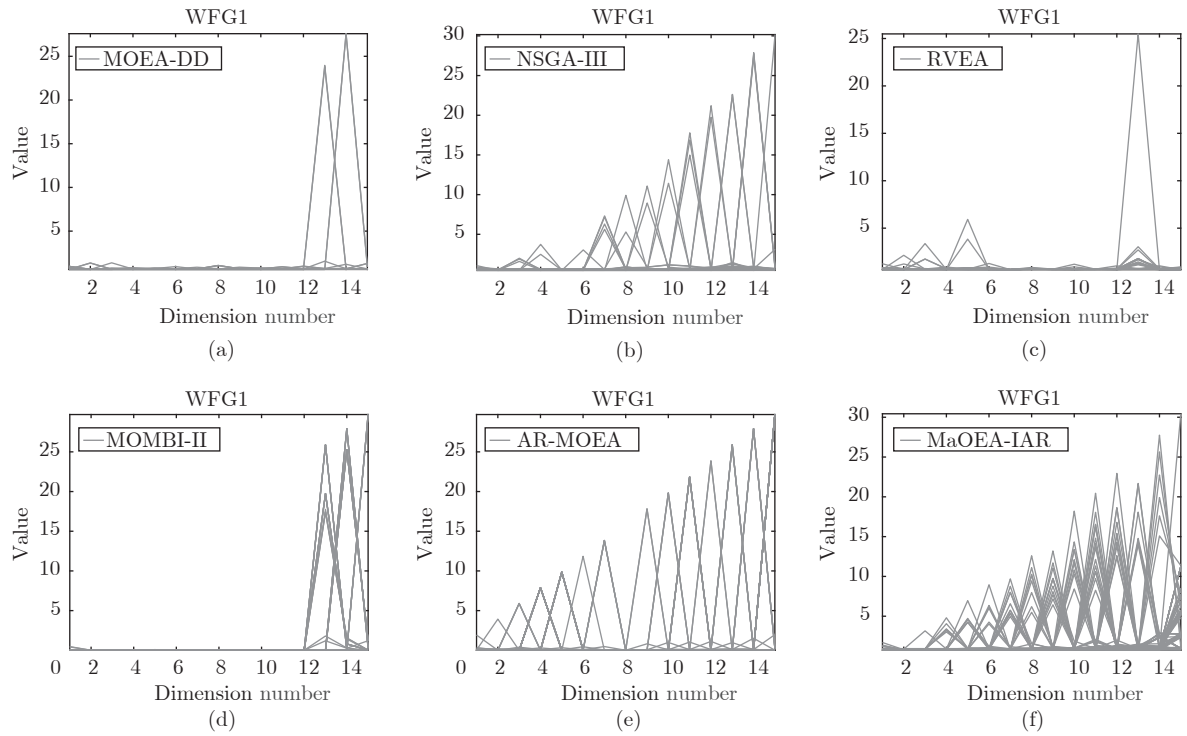 WFG1
MOEA-DD
25
20
15
10
5
Value
2 4 6 8 10 12 14
Dimension number
(a)
WFG1
NSGA-III
30
25
20
15
10
5
Value
2 4 6 8 10 12 14
Dimension number
(b)
WFG1
RVEA
25
20
15
10
5
Value
2 4 6 8 10 12 14
Dimension number
(c)
WFG1
MOMBI-II
25
20
15
10
5
Value
2 4 6 8 10 12 14
Dimension number
(d)
WFG1
AR-MOEA
25
20
15
10
5
Value
0 2 4 6 8 10 12 14
Dimension number
(e)
WFG1
MaOEA-IAR
30
25
20
15
10
5
Value
2 4 6 8 10 12 14
Dimension number
(f)